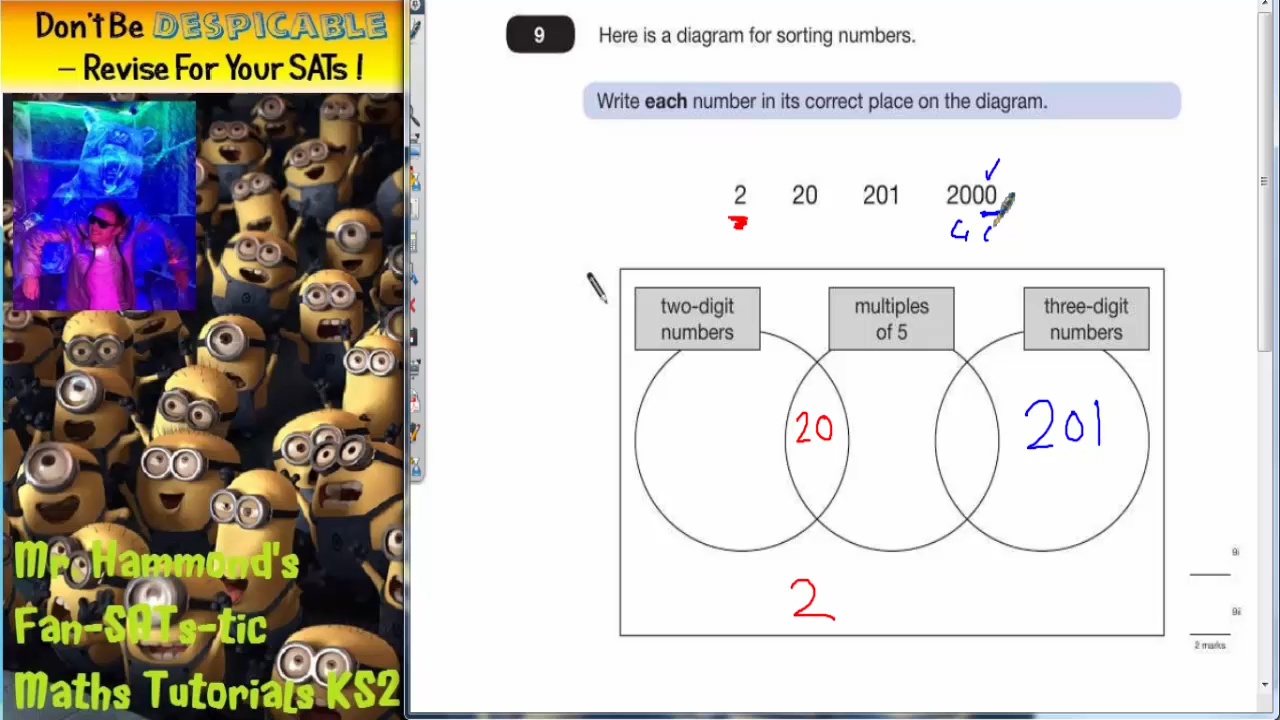 Don't Be DESPICABLE
– Revise For Your SATs !
Mr. Hammond's
Fan-SATs-tic
Maths Tutorials KS2
9 Here is a diagram for sorting numbers.
Write each number in its correct place on the diagram.
2 20 201 2000
two-digit numbers
multiples of 5
three-digit numbers
20
201
2
9i
9ii
2 marks